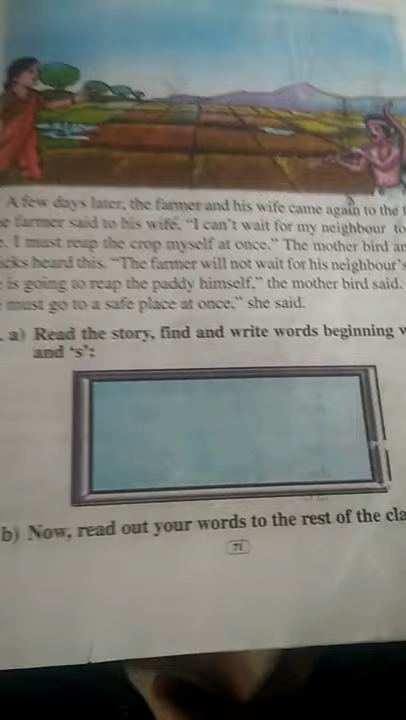 A few days later, the farmer and his wife came again to the
farmer said to his wife, "I can't wait for my neighbour to
I must reap the crop myself at once." The mother bird
heard this. "The farmer will not wait for his neighbour's
is going to reap the paddy himself," the mother bird said.
must go to a safe place at once," she said.
a) Read the story, find and write words beginning
and 's':
b) Now, read out your words to the rest of the
71